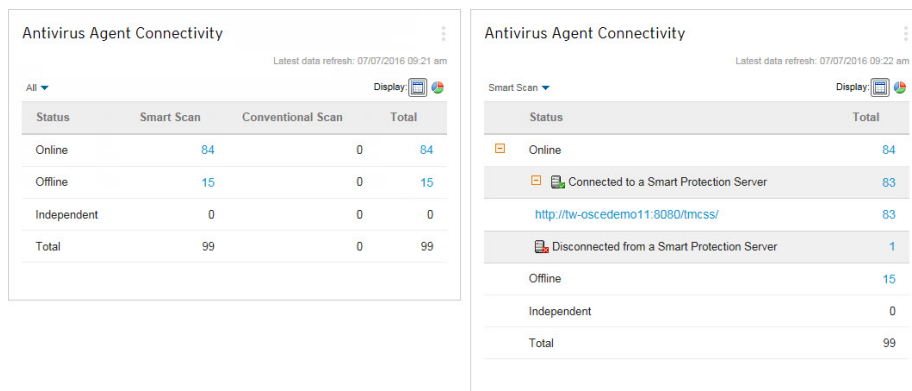 Antivirus Agent Connectivity
Latest data refresh: 07/07/2016 09:21 am
All Display:
Status Smart Scan Conventional Scan Total
Online 84 0 84
Offline 15 0 15
Independent 0 0 0
Total 99 0 99
Antivirus Agent Connectivity
Latest data refresh: 07/07/2016 09:22 am
Smart Scan Display:
Status Total
Online 84
Connected to a Smart Protection Server 83
http://tw-oscedemo11:8080/tmcss/ 83
Disconnected from a Smart Protection Server 1
Offline 15
Independent 0
Total 99